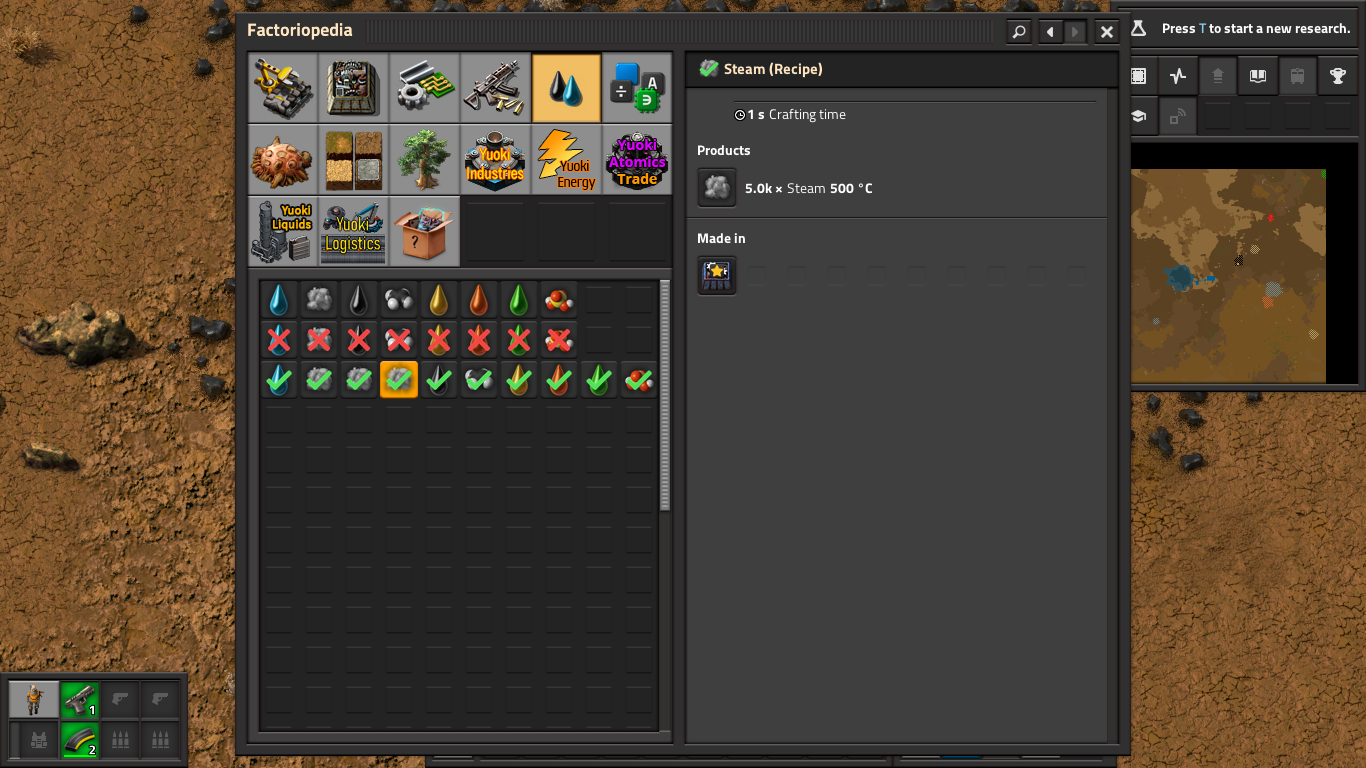 Factoriopedia
Steam (Recipe)
1 s Crafting time
Products
5.0k × Steam 500 °C
Made in
Press T to start a new research.
÷
A
Yuoki
Industries
Yuoki
Energy
Yuoki
Atomics
Trade
Yuoki
Liquids
Yuoki
Logistics
?
1
2